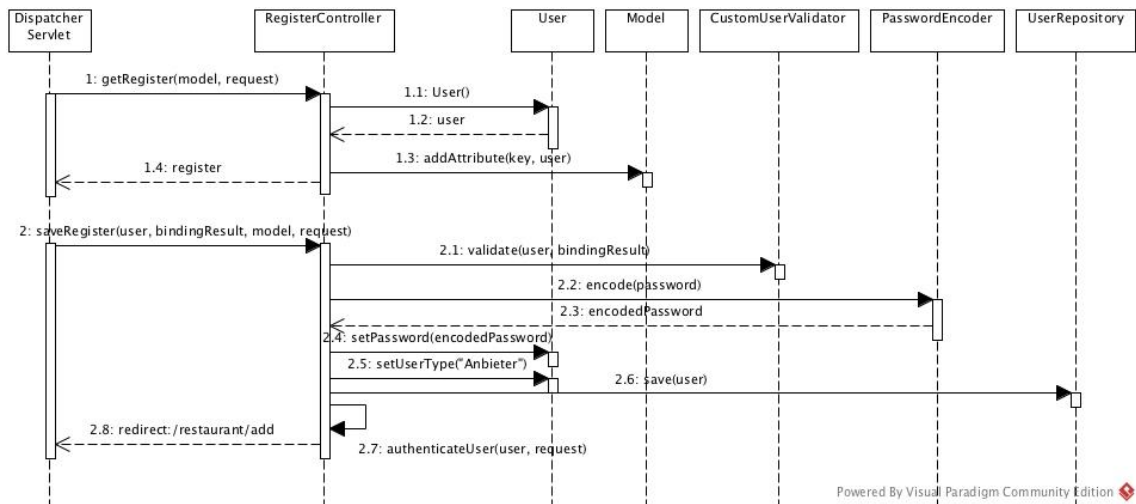 Dispatcher
Servlet
RegisterController
User
Model
CustomUserValidator
PasswordEncoder
UserRepository
1: getRegister(model, request)
1.1: User()
1.2: user
1.3: addAttribute(key, user)
1.4: register
2: saveRegister(user, bindingResult, model, request)
2.1: validate(user, bindingResult)
2.2: encode(password)
2.3: encodedPassword
2.4: setPassword(encodedPassword)
2.5: setUserType("Anbieter")
2.6: save(user)
2.8: redirect:/restaurant/add
2.7: authenticateUser(user, request)
Powered By Visual Paradigm Community Edition